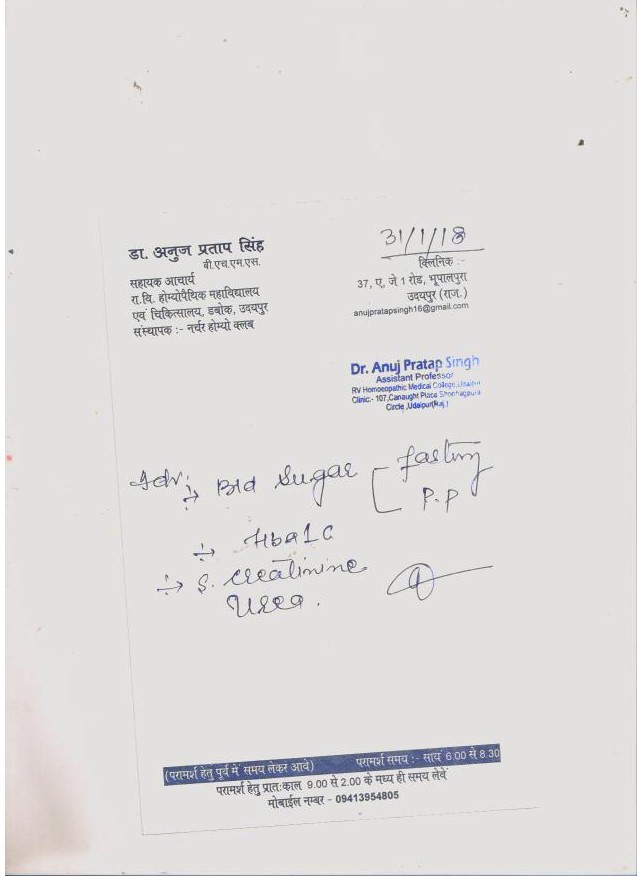 31/1/18
डा. अनुज प्रताप सिंह
बी.एच.एम.एस.
सहायक आचार्य
रा.वि. होम्योपैथिक महाविद्यालय
एवं चिकित्सालय, डबोक, उदयपुर
संस्थापक :- नर्चर होम्यो क्लब
क्लिनिक :-
37, ए, जे 1 रोड, भूपालपुरा
उदयपुर (राज.)
anujpratapsingh16@gmail.com
Dr. Anuj Pratap Singh
Assistant Professor
RV Homoeopathic Medical College, Udaipur
Clinic:- 107,Canaught Place Shobhagpura
Circle ,Udaipur(Raj.)
Adv:
Bld Sugar [ fasting
P.P
Hba1c
S. Creatinine
Urea.
(परामर्श हेतु पूर्व में समय लेकर आवे) परामर्श समय :- सायं 6.00 से 8.30
परामर्श हेतु प्रात:काल 9.00 से 2.00 के मध्य ही समय लेवें
मोबाईल नम्बर - 09413954805